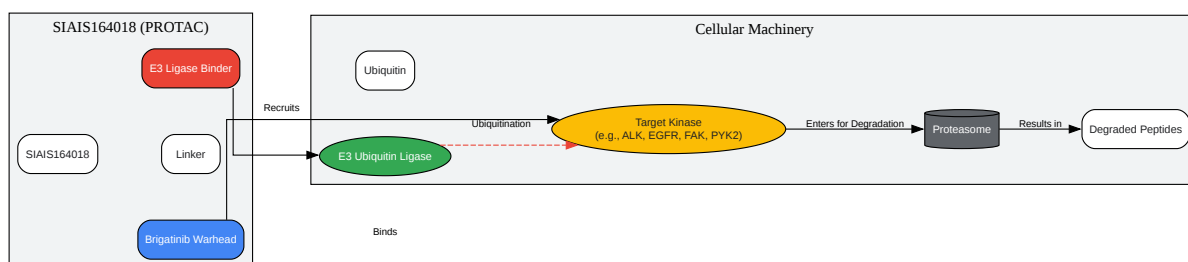 SIAIS164018 (PROTAC)
Cellular Machinery
E3 Ligase Binder
Ubiquitin
Recruits
Ubiquitination
Target Kinase
(e.g., ALK, EGFR, FAK, PYK2)
Enters for Degradation
Proteasome
Results in
Degraded Peptides
SIAIS164018
Linker
E3 Ubiquitin Ligase
Brigatinib Warhead
Binds